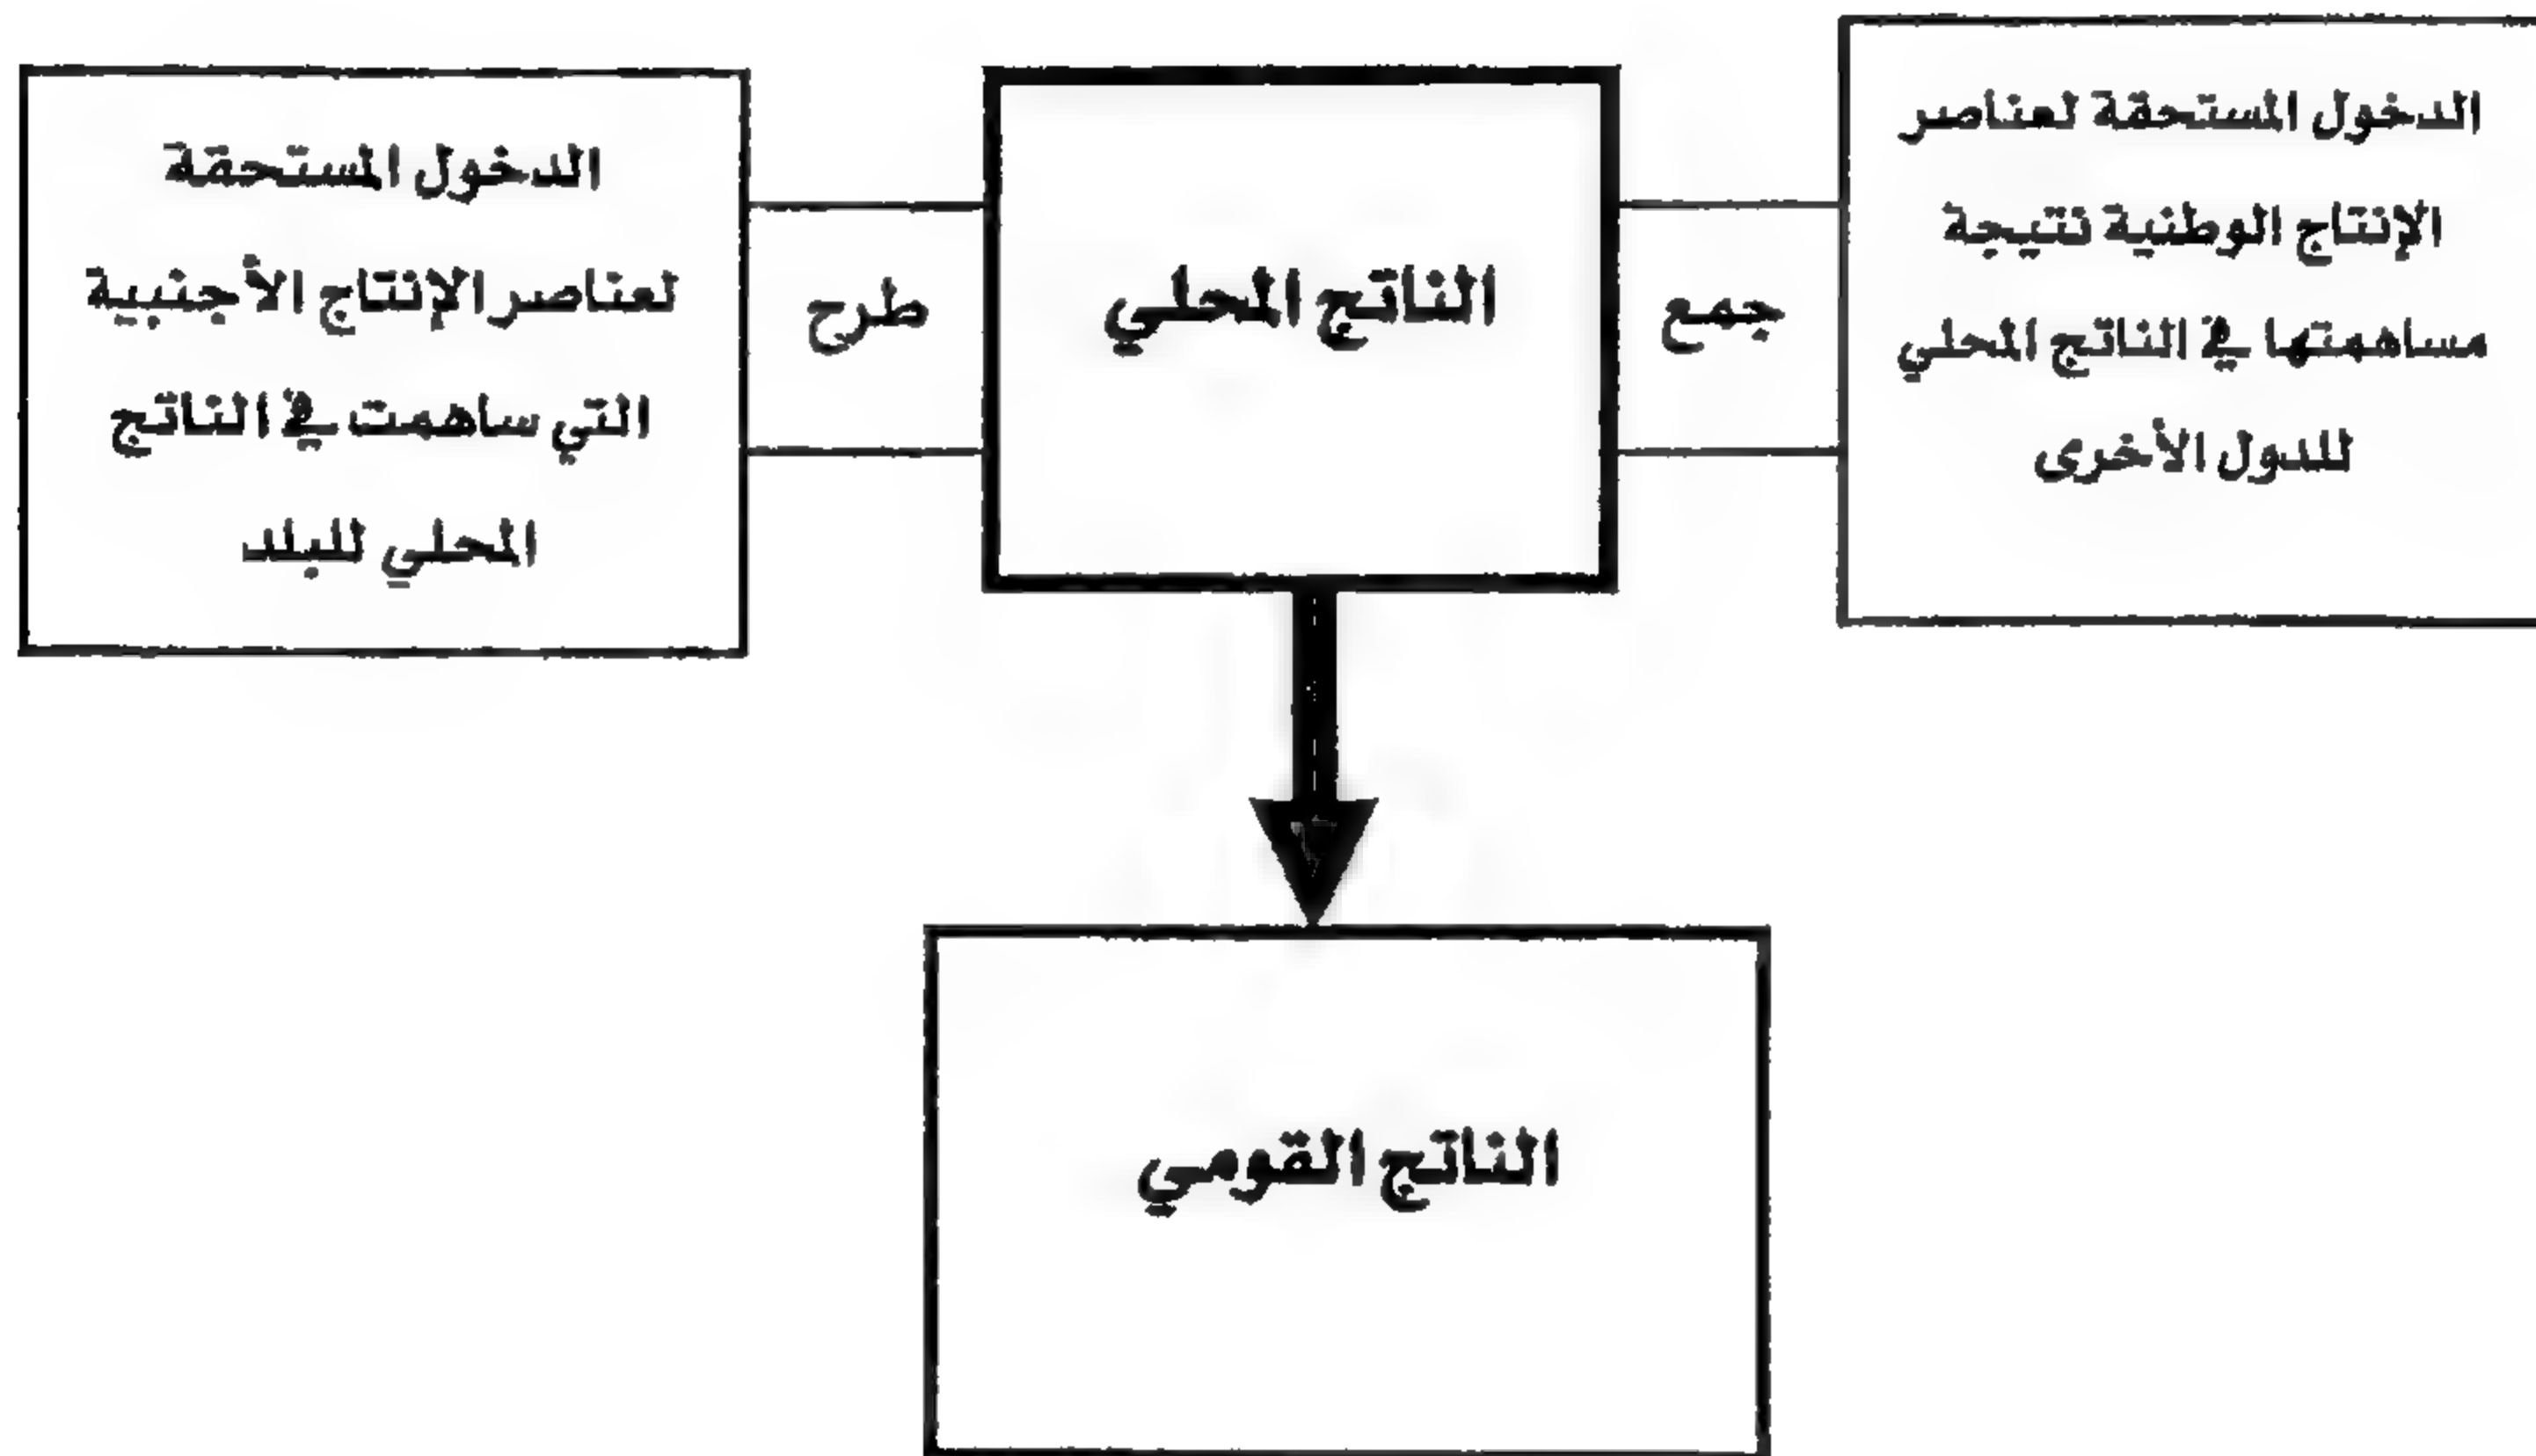 الدخول المستحقة لعناصر
الإنتاج الوطنية نتيجة
مساهمتها في الناتج المحلي
للدول الأخرى
جمع
الناتج المحلي
طرح
الدخول المستحقة
لعناصر الإنتاج الأجنبية
التي ساهمت في الناتج
المحلي للبلد
الناتج القومي